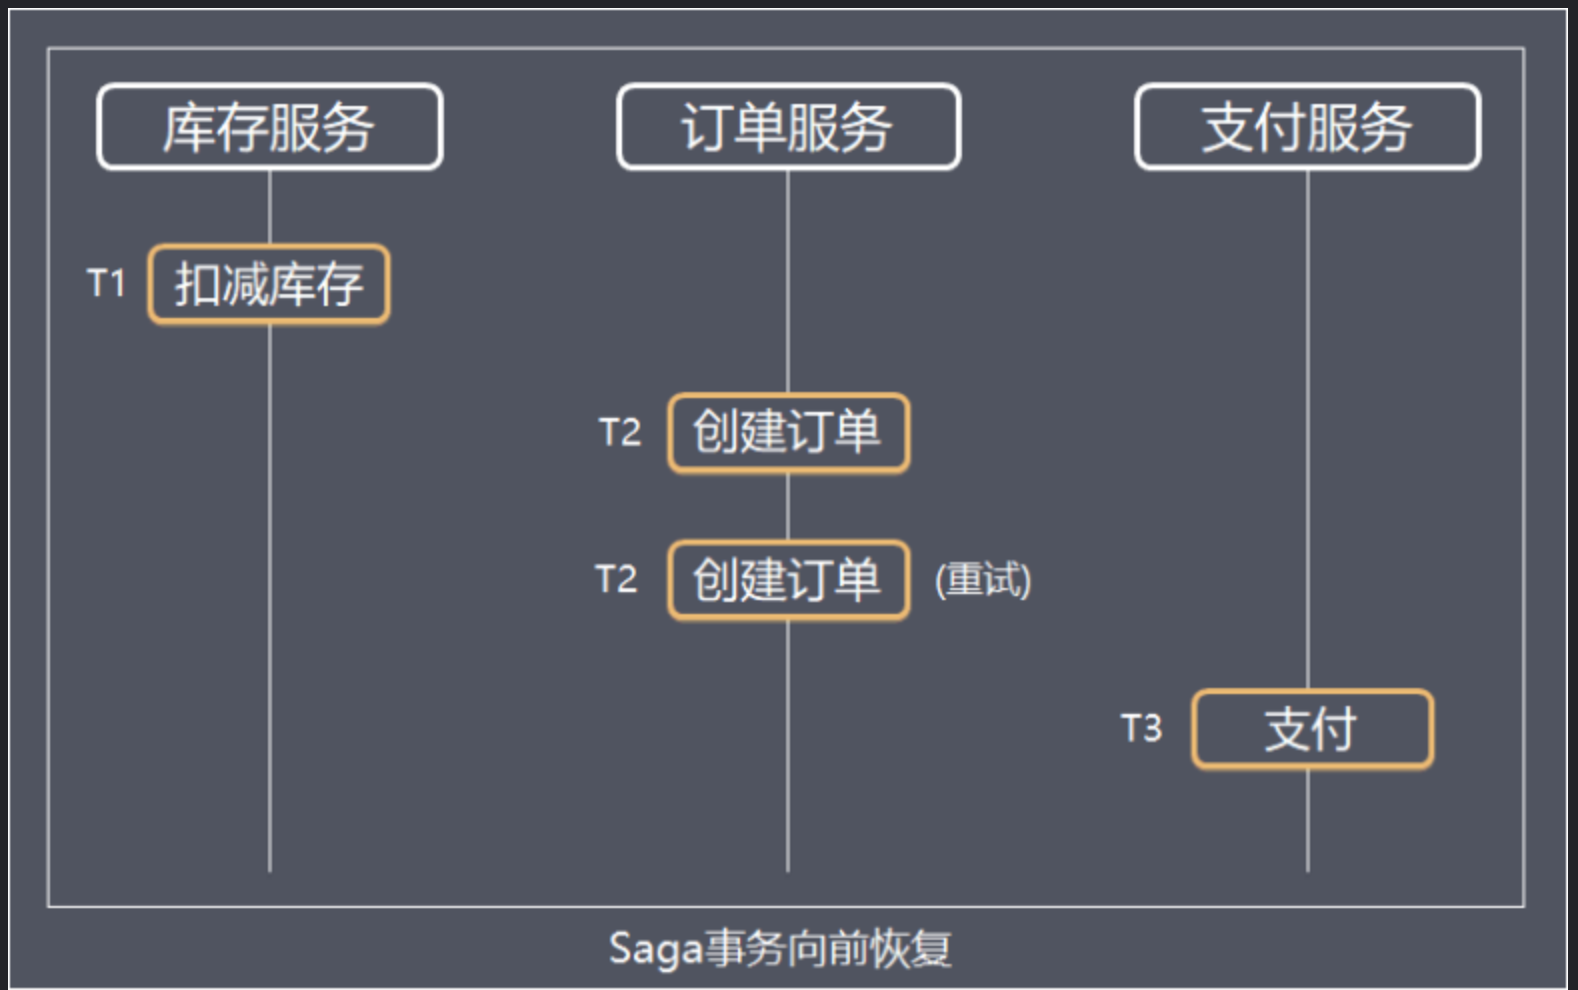 库存服务 订单服务 支付服务
T1 扣减库存
T2 创建订单
T2 创建订单 (重试)
T3 支付
Saga事务向前恢复